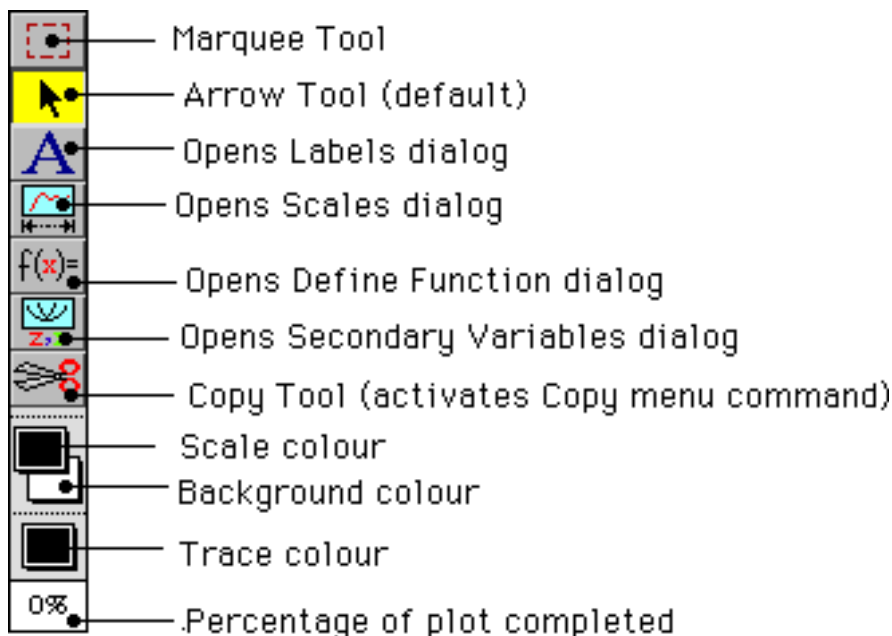 Marquee Tool
Arrow Tool (default)
A
Opens Labels dialog
Opens Scales dialog
f(x)=
Opens Define Function dialog
z,
Opens Secondary Variables dialog
Copy Tool (activates Copy menu command)
Scale colour
Background colour
Trace colour
0%
.Percentage of plot completed